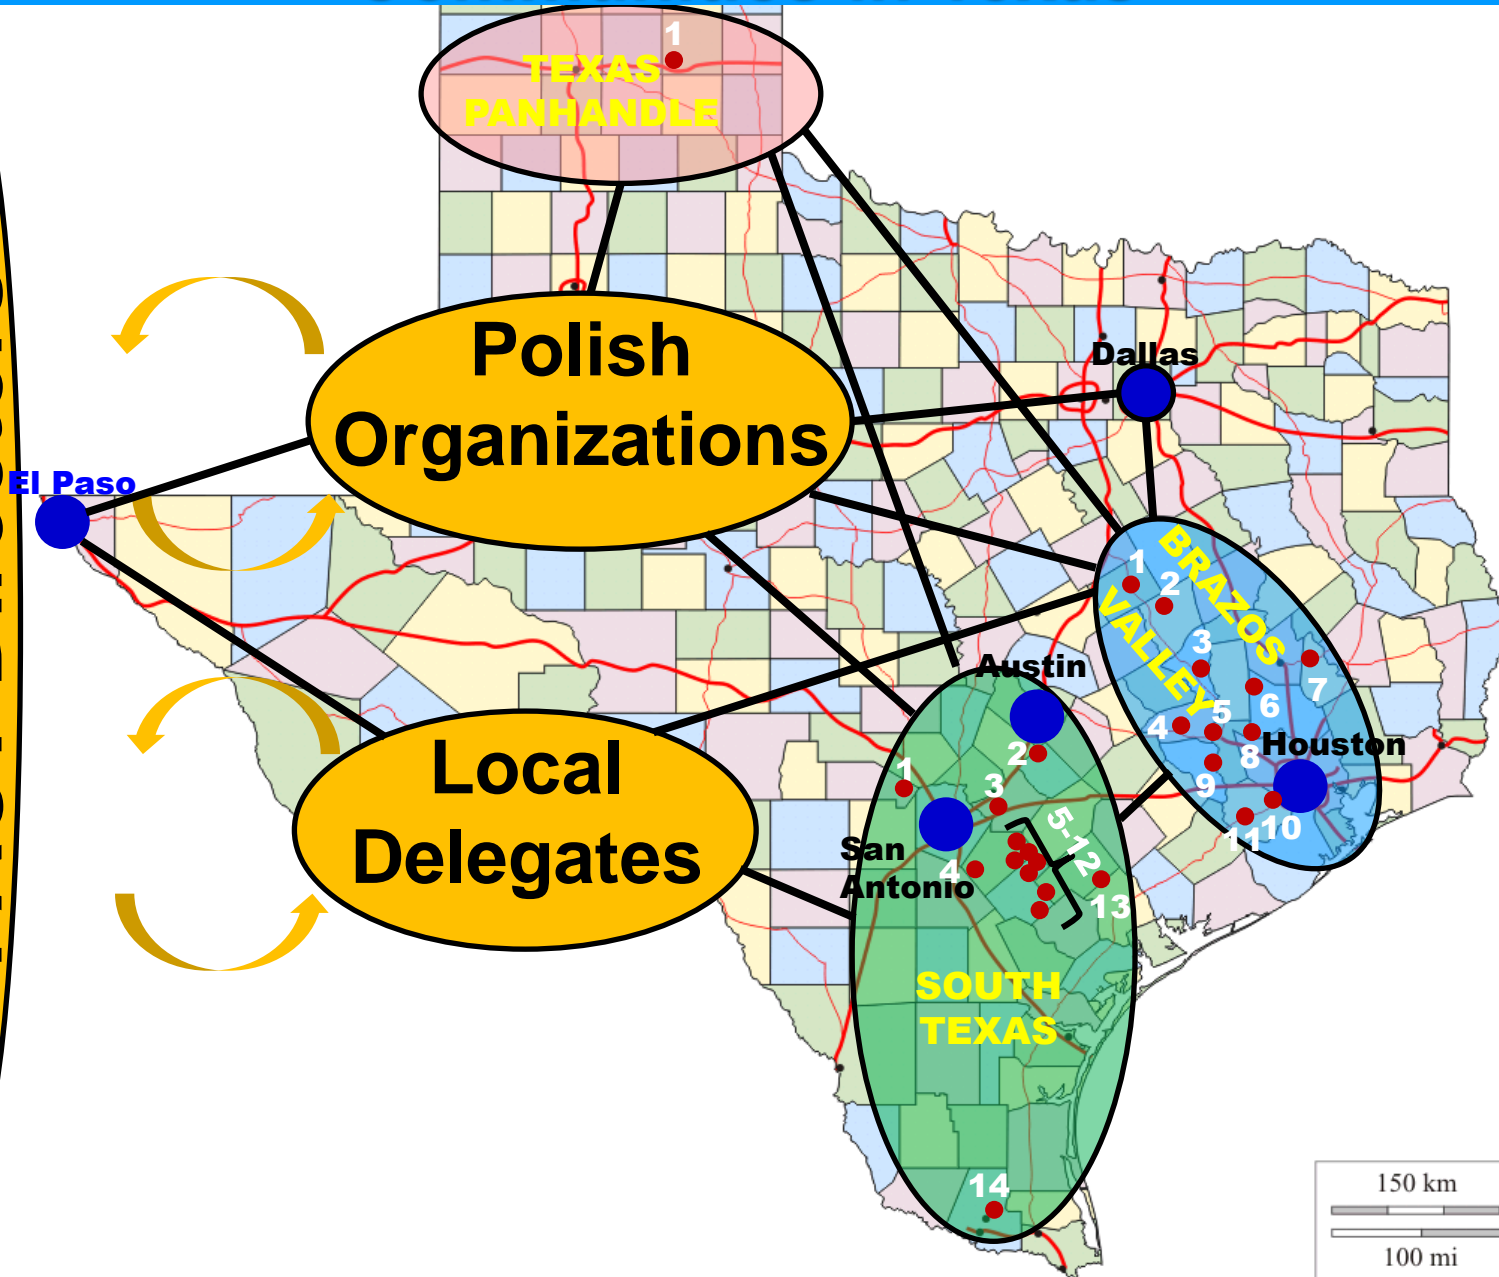 1
TEXAS
PANHANDLE
Polish
Organizations
Dallas
El Paso
BRAZOS
VALLEY
1
2
3
4
5
6
7
8
9
10
11
Houston
Austin
Local
Delegates
San
Antonio
1
2
3
4
5-12
13
SOUTH
TEXAS
14
150 km
100 mi